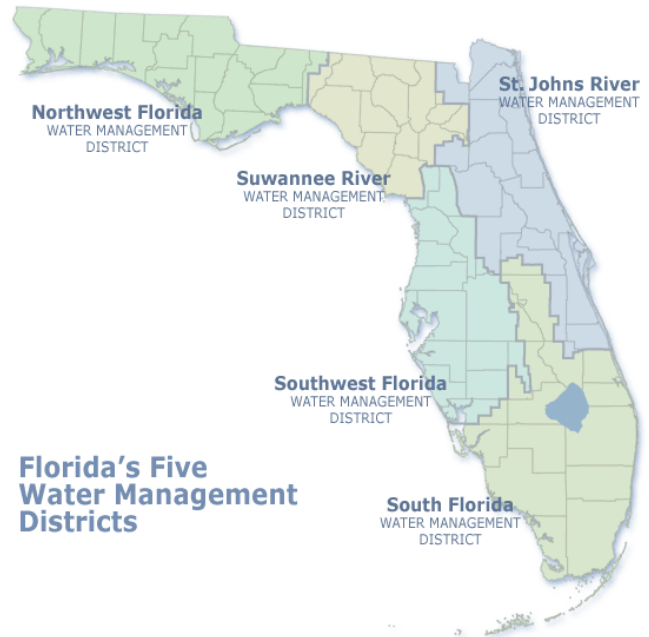 St. Johns River
WATER MANAGEMENT
DISTRICT
Northwest Florida
WATER MANAGEMENT
DISTRICT
Suwannee River
WATER MANAGEMENT
DISTRICT
Southwest Florida
WATER MANAGEMENT
DISTRICT
Florida’s Five
Water Management
Districts
South Florida
WATER MANAGEMENT
DISTRICT